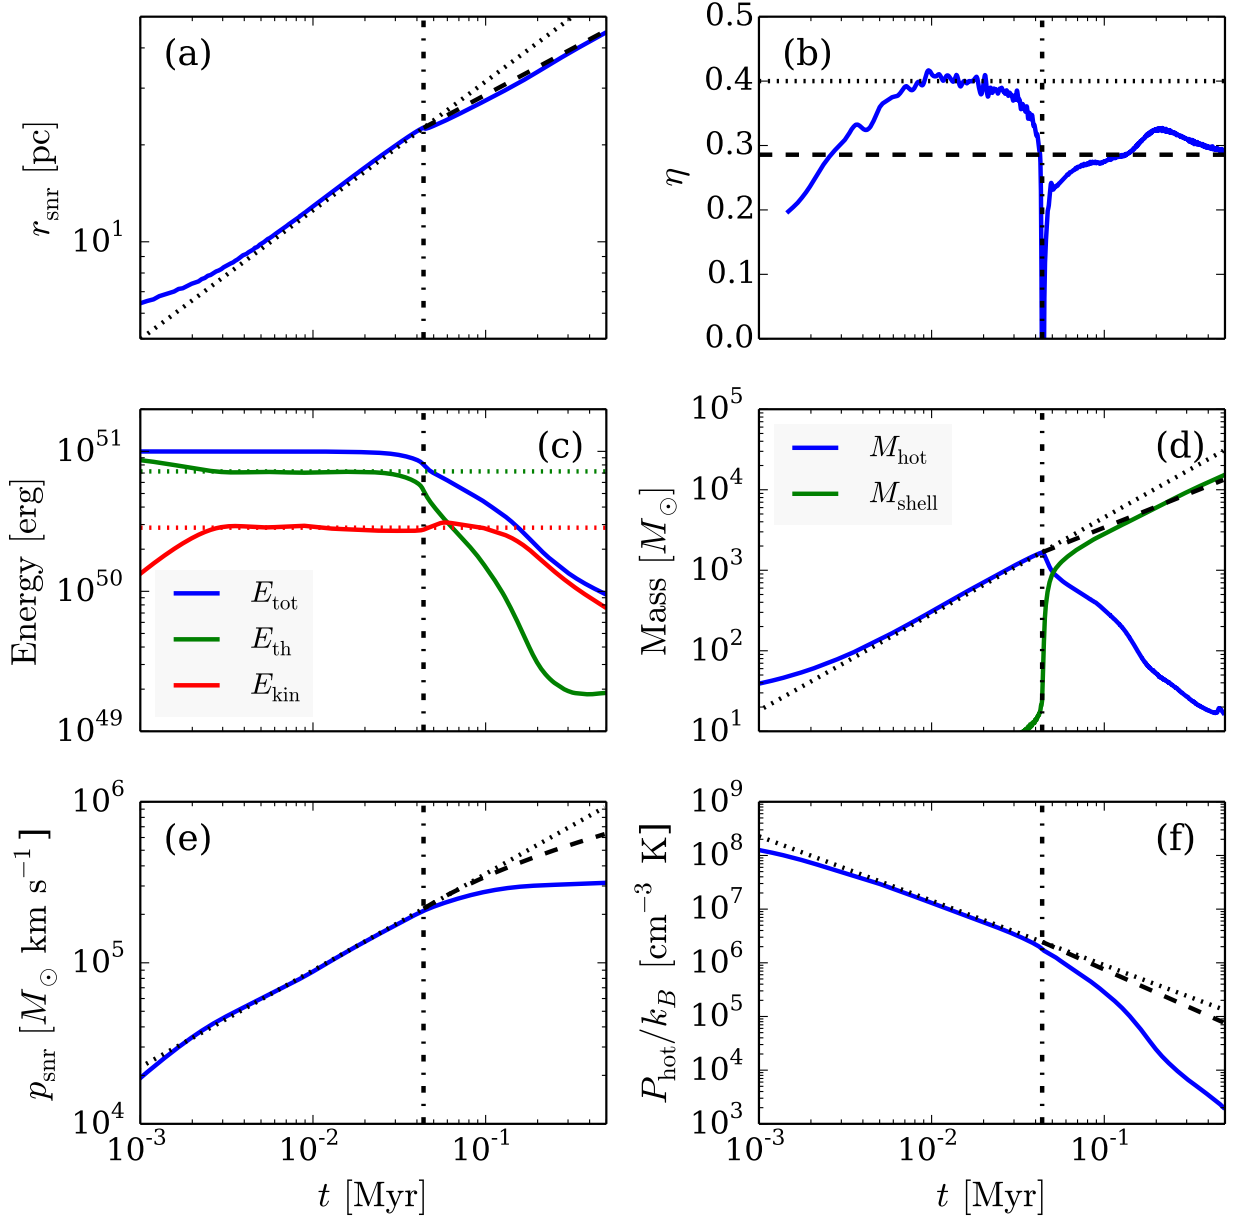 (a)
r_snr [pc]
10^1
(b)
η
0.5
0.4
0.3
0.2
0.1
0.0
(c)
Energy [erg]
10^51
10^50
10^49
E_tot
E_th
E_kin
(d)
Mass [M_⊙]
10^5
10^4
10^3
10^2
10^1
M_hot
M_shell
(e)
p_snr [M_⊙ km s^−1]
10^6
10^5
10^4
10^-3 10^-2 10^-1
t [Myr]
(f)
P_hot/k_B [cm^−3 K]
10^9
10^8
10^7
10^6
10^5
10^4
10^3
10^-3 10^-2 10^-1
t [Myr]